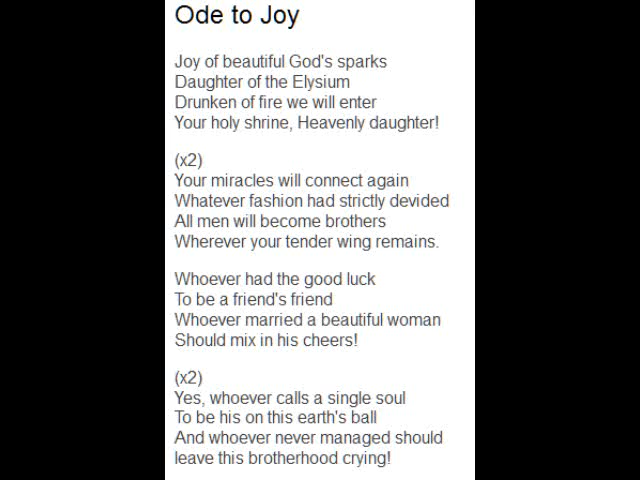 Ode to Joy
Joy of beautiful God's sparks
Daughter of the Elysium
Drunken of fire we will enter
Your holy shrine, Heavenly daughter!
(x2)
Your miracles will connect again
Whatever fashion had strictly devided
All men will become brothers
Wherever your tender wing remains.
Whoever had the good luck
To be a friend's friend
Whoever married a beautiful woman
Should mix in his cheers!
(x2)
Yes, whoever calls a single soul
To be his on this earth's ball
And whoever never managed should
leave this brotherhood crying!